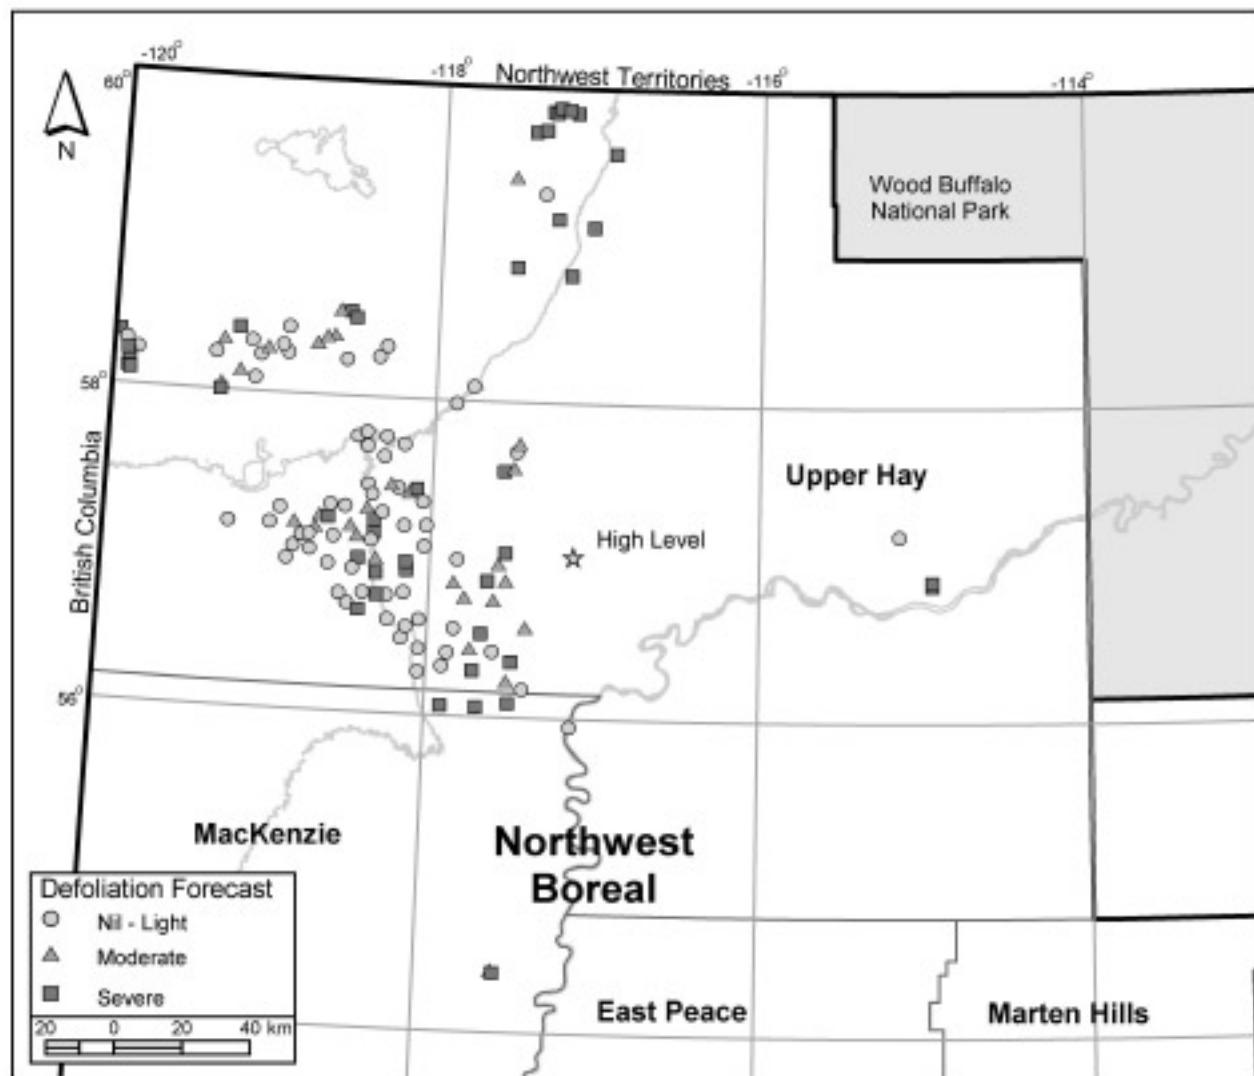 -120°
60°
-118°
Northwest Territories
-116°
-114°
N
Wood Buffalo
National Park
58°
British Columbia
Upper Hay
High Level
56°
MacKenzie
Northwest
Boreal
Defoliation Forecast
Nil - Light
Moderate
Severe
20 0 20 40 km
East Peace
Marten Hills